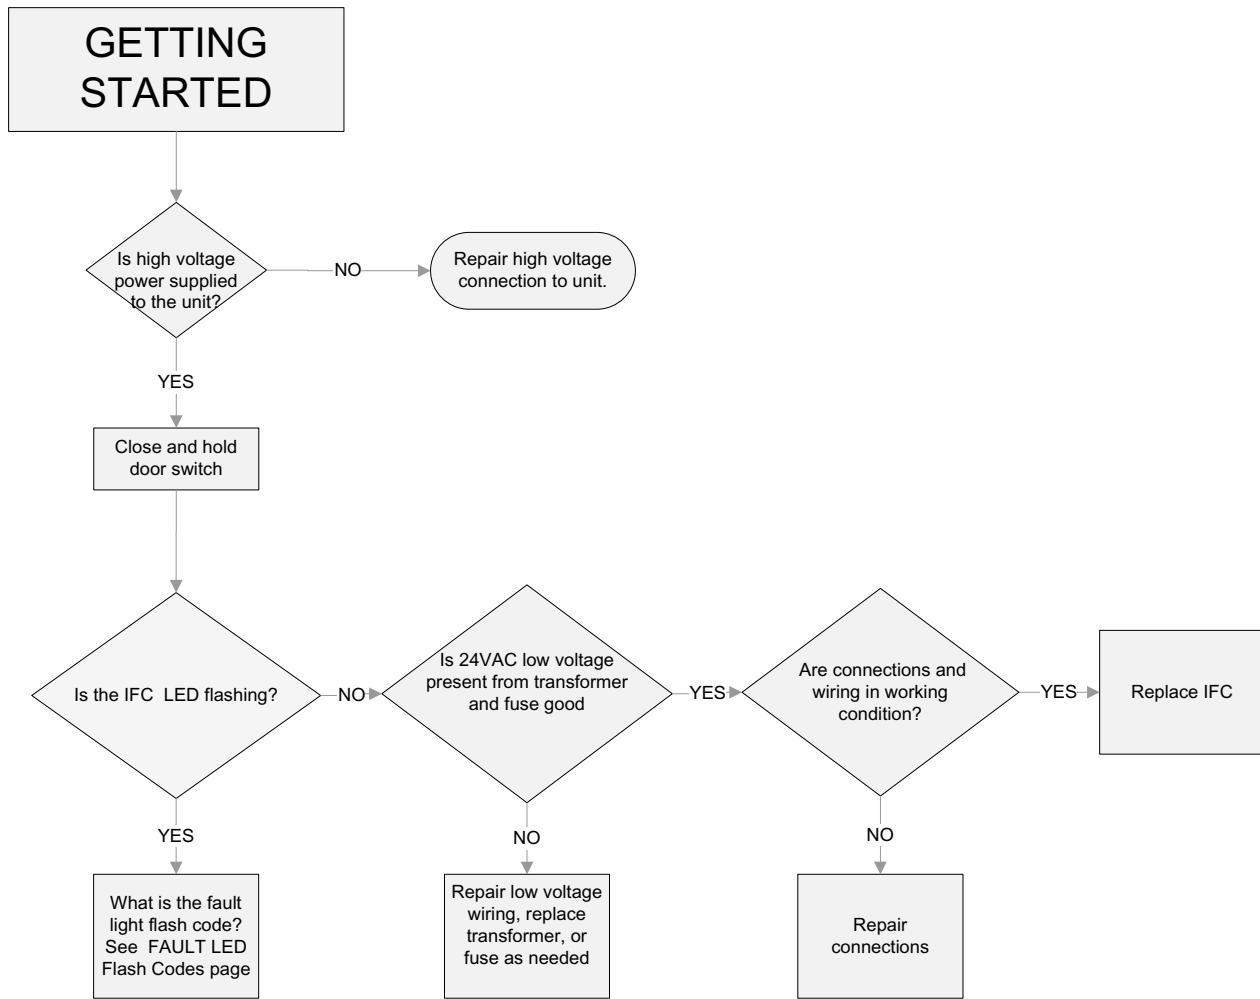 GETTING
STARTED
Is high voltage
power supplied
to the unit?
NO
Repair high voltage
connection to unit.
YES
Close and hold
door switch
Is the IFC LED flashing?
NO
Is 24VAC low voltage
present from transformer
and fuse good
YES
Are connections and
wiring in working
condition?
YES
Replace IFC
YES
NO
NO
What is the fault
light flash code?
See FAULT LED
Flash Codes page
Repair low voltage
wiring, replace
transformer, or
fuse as needed
Repair
connections